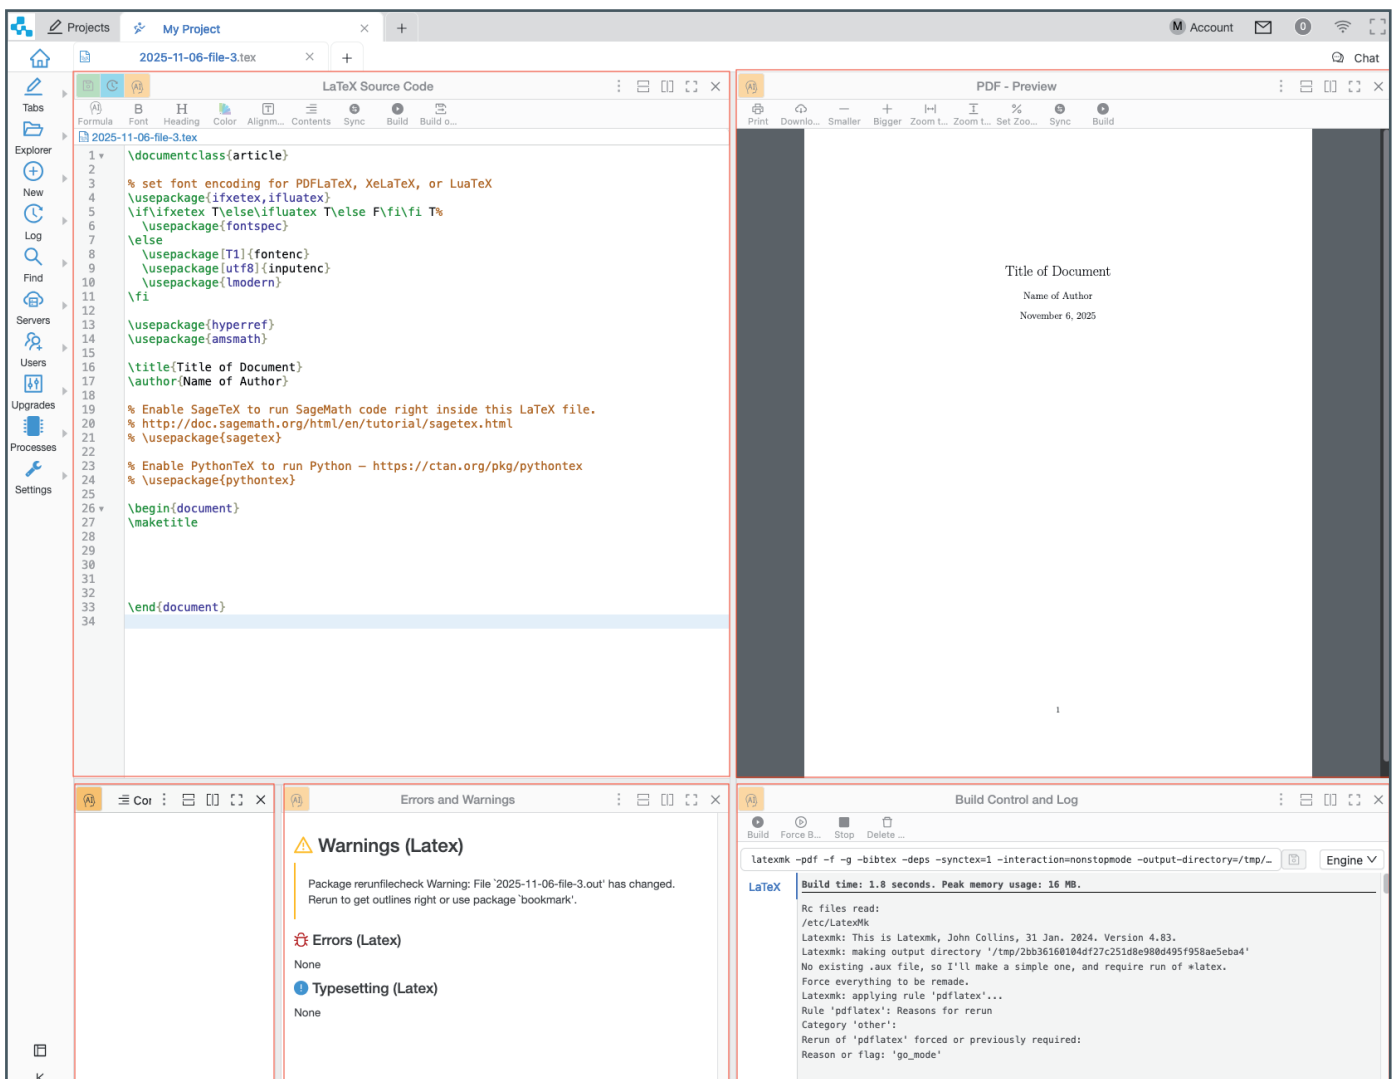 Projects
My Project
M Account
0
2025-11-06-file-3.tex
Chat
Tabs
Explorer
New
Log
Find
Servers
Users
Upgrades
Processes
Settings
AI
LaTeX Source Code
Formula
B
Font
H
Heading
Color
T
Alignm...
Contents
Sync
Build
Build o...
2025-11-06-file-3.tex
1 \documentclass{article}
2
3 % set font encoding for PDFLaTeX, XeLaTeX, or LuaTeX
4 \usepackage{ifxetex,ifluatex}
5 \if\ifxetex T\else\ifluatex T\else F\fi\fi T%
6 \usepackage{fontspec}
7 \else
8 \usepackage[T1]{fontenc}
9 \usepackage[utf8]{inputenc}
10 \usepackage{lmodern}
11 \fi
12
13 \usepackage{hyperref}
14 \usepackage{amsmath}
15
16 \title{Title of Document}
17 \author{Name of Author}
18
19 % Enable SageTeX to run SageMath code right inside this LaTeX file.
20 % http://doc.sagemath.org/html/en/tutorial/sagetex.html
21 % \usepackage{sagetex}
22
23 % Enable PythonTeX to run Python – https://ctan.org/pkg/pythontex
24 % \usepackage{pythontex}
25
26 \begin{document}
27 \maketitle
28
29
30
31
32
33 \end{document}
34
AI
PDF - Preview
Print
Downlo...
Smaller
Bigger
Zoom t...
Zoom t...
Set Zoo...
Sync
Build
Title of Document
Name of Author
November 6, 2025
1
AI
Cor
AI
Errors and Warnings
Warnings (Latex)
Package rerunfilecheck Warning: File `2025-11-06-file-3.out' has changed.
Rerun to get outlines right or use package `bookmark'.
Errors (Latex)
None
Typesetting (Latex)
None
AI
Build Control and Log
Build
Force B...
Stop
Delete ...
latexmk -pdf -f -g -bibtex -deps -synctex=1 -interaction=nonstopmode -output-directory=/tmp/…
Engine
LaTeX
Build time: 1.8 seconds. Peak memory usage: 16 MB.
Rc files read:
/etc/LatexMk
Latexmk: This is Latexmk, John Collins, 31 Jan. 2024. Version 4.83.
Latexmk: making output directory '/tmp/2bb36160104df27c251d8e980d495f958ae5eba4'
No existing .aux file, so I'll make a simple one, and require run of *latex.
Force everything to be remade.
Latexmk: applying rule 'pdflatex'...
Rule 'pdflatex': Reasons for rerun
Category 'other':
Rerun of 'pdflatex' forced or previously required:
Reason or flag: 'go_mode'